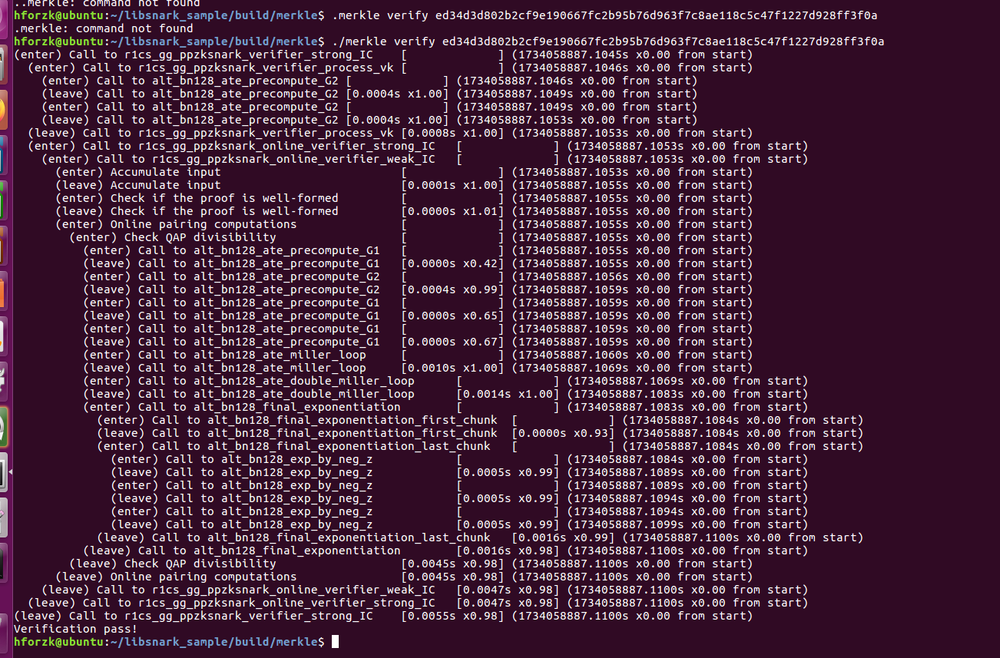 ..merkle: command not found
hforzk@ubuntu:~/libsnark_sample/build/merkle$ .merkle verify ed34d3d802b2cf9e190667fc2b95b76d963f7c8ae118c5c47f1227d928ff3f0a
.merkle: command not found
hforzk@ubuntu:~/libsnark_sample/build/merkle$ ./merkle verify ed34d3d802b2cf9e190667fc2b95b76d963f7c8ae118c5c47f1227d928ff3f0a
(enter) Call to r1cs_gg_ppzksnark_verifier_strong_IC    [             ] (1734058887.1045s x0.00 from start)
  (enter) Call to r1cs_gg_ppzksnark_verifier_process_vk [             ] (1734058887.1046s x0.00 from start)
    (enter) Call to alt_bn128_ate_precompute_G2 [             ] (1734058887.1046s x0.00 from start)
    (leave) Call to alt_bn128_ate_precompute_G2 [0.0004s x1.00] (1734058887.1049s x0.00 from start)
    (enter) Call to alt_bn128_ate_precompute_G2 [             ] (1734058887.1049s x0.00 from start)
    (leave) Call to alt_bn128_ate_precompute_G2 [0.0004s x1.00] (1734058887.1053s x0.00 from start)
  (leave) Call to r1cs_gg_ppzksnark_verifier_process_vk [0.0008s x1.00] (1734058887.1053s x0.00 from start)
  (enter) Call to r1cs_gg_ppzksnark_online_verifier_strong_IC   [             ] (1734058887.1053s x0.00 from start)
    (enter) Call to r1cs_gg_ppzksnark_online_verifier_weak_IC   [             ] (1734058887.1053s x0.00 from start)
      (enter) Accumulate input                          [             ] (1734058887.1053s x0.00 from start)
      (leave) Accumulate input                          [0.0001s x1.00] (1734058887.1055s x0.00 from start)
      (enter) Check if the proof is well-formed         [             ] (1734058887.1055s x0.00 from start)
      (leave) Check if the proof is well-formed         [0.0000s x1.01] (1734058887.1055s x0.00 from start)
      (enter) Online pairing computations               [             ] (1734058887.1055s x0.00 from start)
        (enter) Check QAP divisibility                  [             ] (1734058887.1055s x0.00 from start)
          (enter) Call to alt_bn128_ate_precompute_G1   [             ] (1734058887.1055s x0.00 from start)
          (leave) Call to alt_bn128_ate_precompute_G1   [0.0000s x0.42] (1734058887.1055s x0.00 from start)
          (enter) Call to alt_bn128_ate_precompute_G2   [             ] (1734058887.1056s x0.00 from start)
          (leave) Call to alt_bn128_ate_precompute_G2   [0.0004s x0.99] (1734058887.1059s x0.00 from start)
          (enter) Call to alt_bn128_ate_precompute_G1   [             ] (1734058887.1059s x0.00 from start)
          (leave) Call to alt_bn128_ate_precompute_G1   [0.0000s x0.65] (1734058887.1059s x0.00 from start)
          (enter) Call to alt_bn128_ate_precompute_G1   [             ] (1734058887.1059s x0.00 from start)
          (leave) Call to alt_bn128_ate_precompute_G1   [0.0000s x0.67] (1734058887.1059s x0.00 from start)
          (enter) Call to alt_bn128_ate_miller_loop     [             ] (1734058887.1060s x0.00 from start)
          (leave) Call to alt_bn128_ate_miller_loop     [0.0010s x1.00] (1734058887.1069s x0.00 from start)
          (enter) Call to alt_bn128_ate_double_miller_loop      [             ] (1734058887.1069s x0.00 from start)
          (leave) Call to alt_bn128_ate_double_miller_loop      [0.0014s x1.00] (1734058887.1083s x0.00 from start)
          (enter) Call to alt_bn128_final_exponentiation        [             ] (1734058887.1083s x0.00 from start)
            (enter) Call to alt_bn128_final_exponentiation_first_chunk  [             ] (1734058887.1084s x0.00 from start)
            (leave) Call to alt_bn128_final_exponentiation_first_chunk  [0.0000s x0.93] (1734058887.1084s x0.00 from start)
            (enter) Call to alt_bn128_final_exponentiation_last_chunk   [             ] (1734058887.1084s x0.00 from start)
              (enter) Call to alt_bn128_exp_by_neg_z            [             ] (1734058887.1084s x0.00 from start)
              (leave) Call to alt_bn128_exp_by_neg_z            [0.0005s x0.99] (1734058887.1089s x0.00 from start)
              (enter) Call to alt_bn128_exp_by_neg_z            [             ] (1734058887.1089s x0.00 from start)
              (leave) Call to alt_bn128_exp_by_neg_z            [0.0005s x0.99] (1734058887.1094s x0.00 from start)
              (enter) Call to alt_bn128_exp_by_neg_z            [             ] (1734058887.1094s x0.00 from start)
              (leave) Call to alt_bn128_exp_by_neg_z            [0.0005s x0.99] (1734058887.1099s x0.00 from start)
            (leave) Call to alt_bn128_final_exponentiation_last_chunk   [0.0016s x0.99] (1734058887.1100s x0.00 from start)
          (leave) Call to alt_bn128_final_exponentiation        [0.0016s x0.98] (1734058887.1100s x0.00 from start)
        (leave) Check QAP divisibility                  [0.0045s x0.98] (1734058887.1100s x0.00 from start)
      (leave) Online pairing computations               [0.0045s x0.98] (1734058887.1100s x0.00 from start)
    (leave) Call to r1cs_gg_ppzksnark_online_verifier_weak_IC   [0.0047s x0.98] (1734058887.1100s x0.00 from start)
  (leave) Call to r1cs_gg_ppzksnark_online_verifier_strong_IC   [0.0047s x0.98] (1734058887.1100s x0.00 from start)
(leave) Call to r1cs_gg_ppzksnark_verifier_strong_IC    [0.0055s x0.98] (1734058887.1100s x0.00 from start)
Verification pass!
hforzk@ubuntu:~/libsnark_sample/build/merkle$